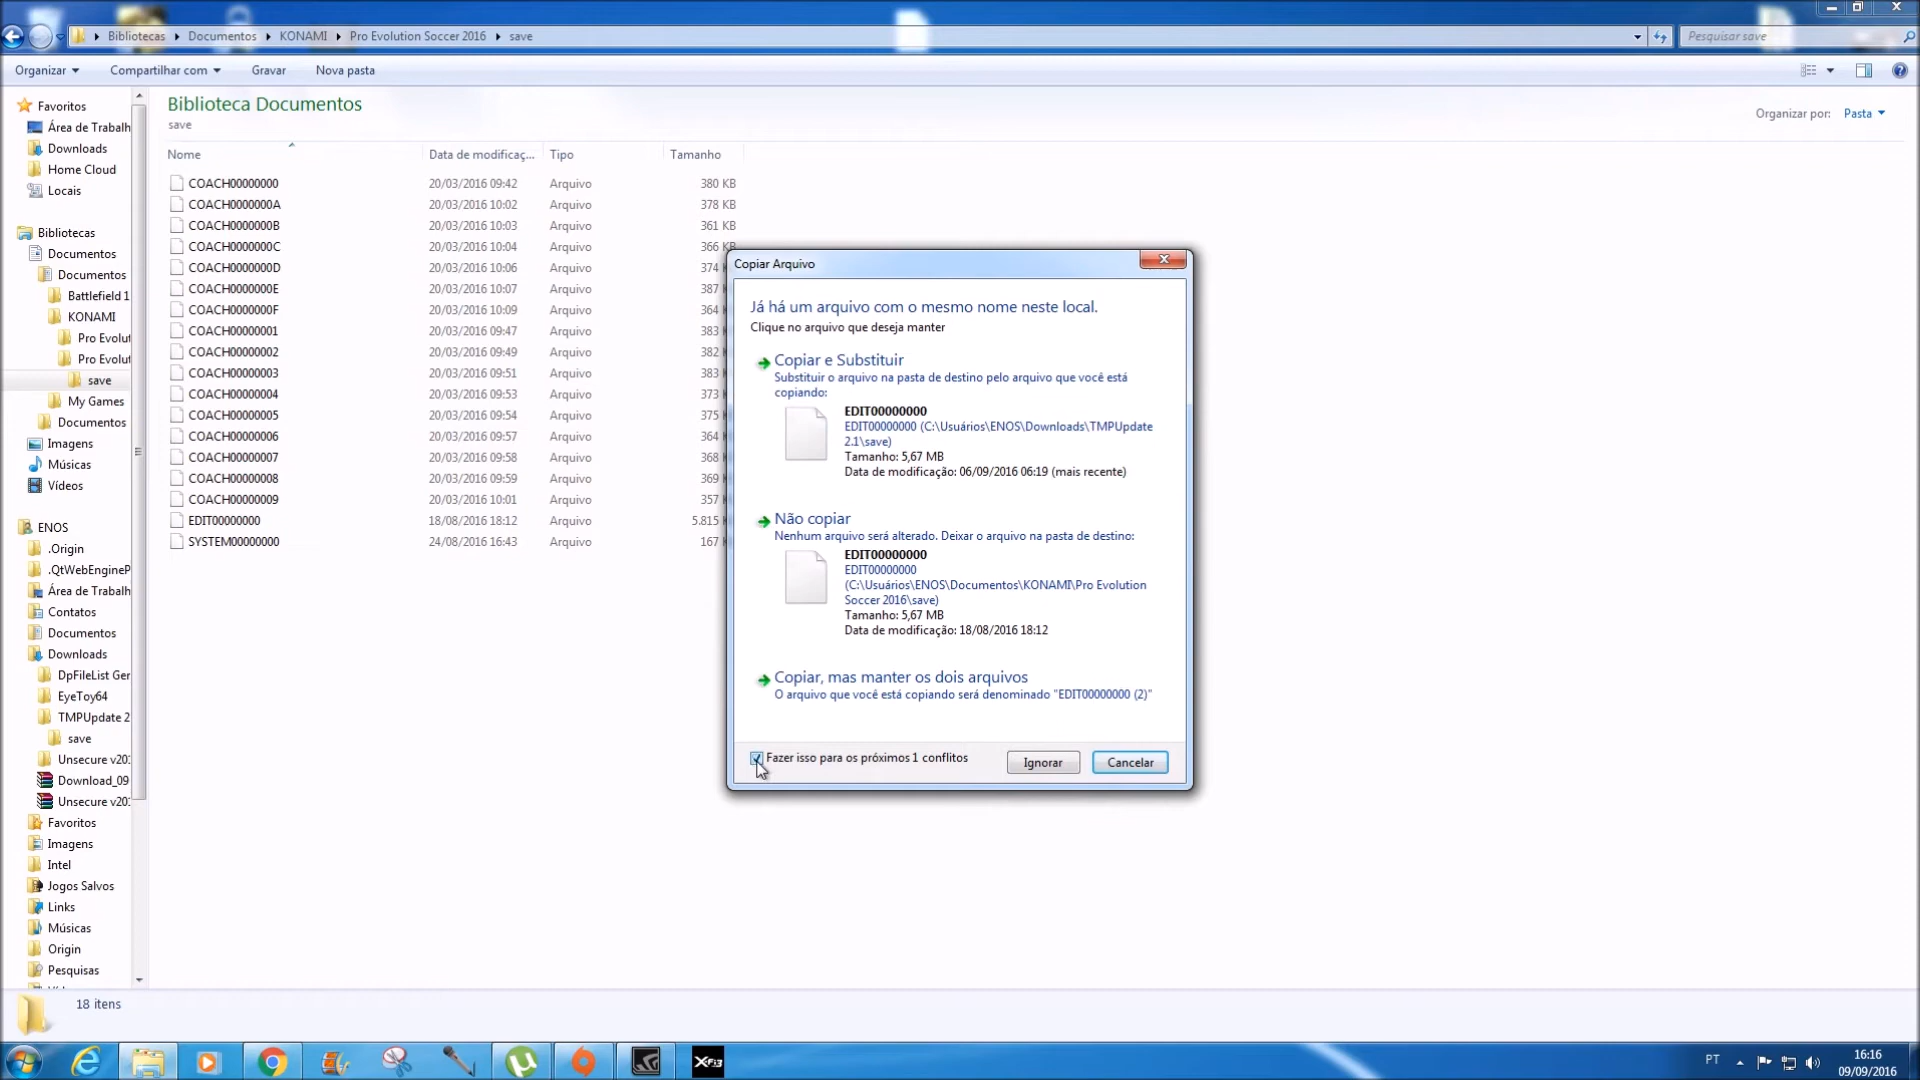 Bibliotecas
Documentos
KONAMI
Pro Evolution Soccer 2016
save
Pesquisar save
Organizar
Compartilhar com
Gravar
Nova pasta
Favoritos
Área de Trabalh
Downloads
Home Cloud
Locais
Bibliotecas
Documentos
Documentos
Battlefield 1
KONAMI
Pro Evolut
Pro Evolut
save
My Games
Documentos
Imagens
Músicas
Vídeos
ENOS
.Origin
.QtWebEngineP
Área de Trabalh
Contatos
Documentos
Downloads
DpFileList Ger
EyeToy64
TMPUpdate 2
save
Unsecure v20:
Download_09
Unsecure v20:
Favoritos
Imagens
Intel
Jogos Salvos
Links
Músicas
Origin
Pesquisas
Biblioteca Documentos
save
Organizar por: Pasta
Nome Data de modificaç... Tipo Tamanho
COACH00000000 20/03/2016 09:42 Arquivo 380 KB
COACH0000000A 20/03/2016 10:02 Arquivo 378 KB
COACH0000000B 20/03/2016 10:03 Arquivo 361 KB
COACH0000000C 20/03/2016 10:04 Arquivo 366 KB
COACH0000000D 20/03/2016 10:06 Arquivo 374
COACH0000000E 20/03/2016 10:07 Arquivo 387
COACH0000000F 20/03/2016 10:09 Arquivo 364
COACH00000001 20/03/2016 09:47 Arquivo 383
COACH00000002 20/03/2016 09:49 Arquivo 382
COACH00000003 20/03/2016 09:51 Arquivo 383
COACH00000004 20/03/2016 09:53 Arquivo 373
COACH00000005 20/03/2016 09:54 Arquivo 375
COACH00000006 20/03/2016 09:57 Arquivo 364
COACH00000007 20/03/2016 09:58 Arquivo 368
COACH00000008 20/03/2016 09:59 Arquivo 369
COACH00000009 20/03/2016 10:01 Arquivo 357
EDIT00000000 18/08/2016 18:12 Arquivo 5.815
SYSTEM00000000 24/08/2016 16:43 Arquivo 167
Copiar Arquivo
Já há um arquivo com o mesmo nome neste local.
Clique no arquivo que deseja manter
Copiar e Substituir
Substituir o arquivo na pasta de destino pelo arquivo que você está
copiando:
EDIT00000000
EDIT00000000 (C:\Usuários\ENOS\Downloads\TMPUpdate
2.1\save)
Tamanho: 5,67 MB
Data de modificação: 06/09/2016 06:19 (mais recente)
Não copiar
Nenhum arquivo será alterado. Deixar o arquivo na pasta de destino:
EDIT00000000
EDIT00000000
(C:\Usuários\ENOS\Documentos\KONAMI\Pro Evolution
Soccer 2016\save)
Tamanho: 5,67 MB
Data de modificação: 18/08/2016 18:12
Copiar, mas manter os dois arquivos
O arquivo que você está copiando será denominado "EDIT00000000 (2)"
Fazer isso para os próximos 1 conflitos
Ignorar
Cancelar
18 itens
PT
16:16
09/09/2016